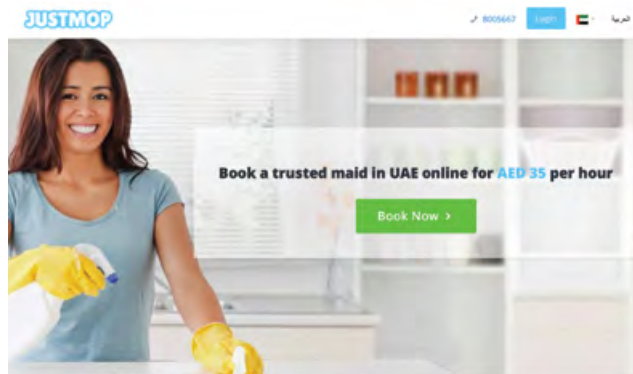 JUSTMOP
8005667
Login
العربية
Book a trusted maid in UAE online for AED 35 per hour
Book Now >